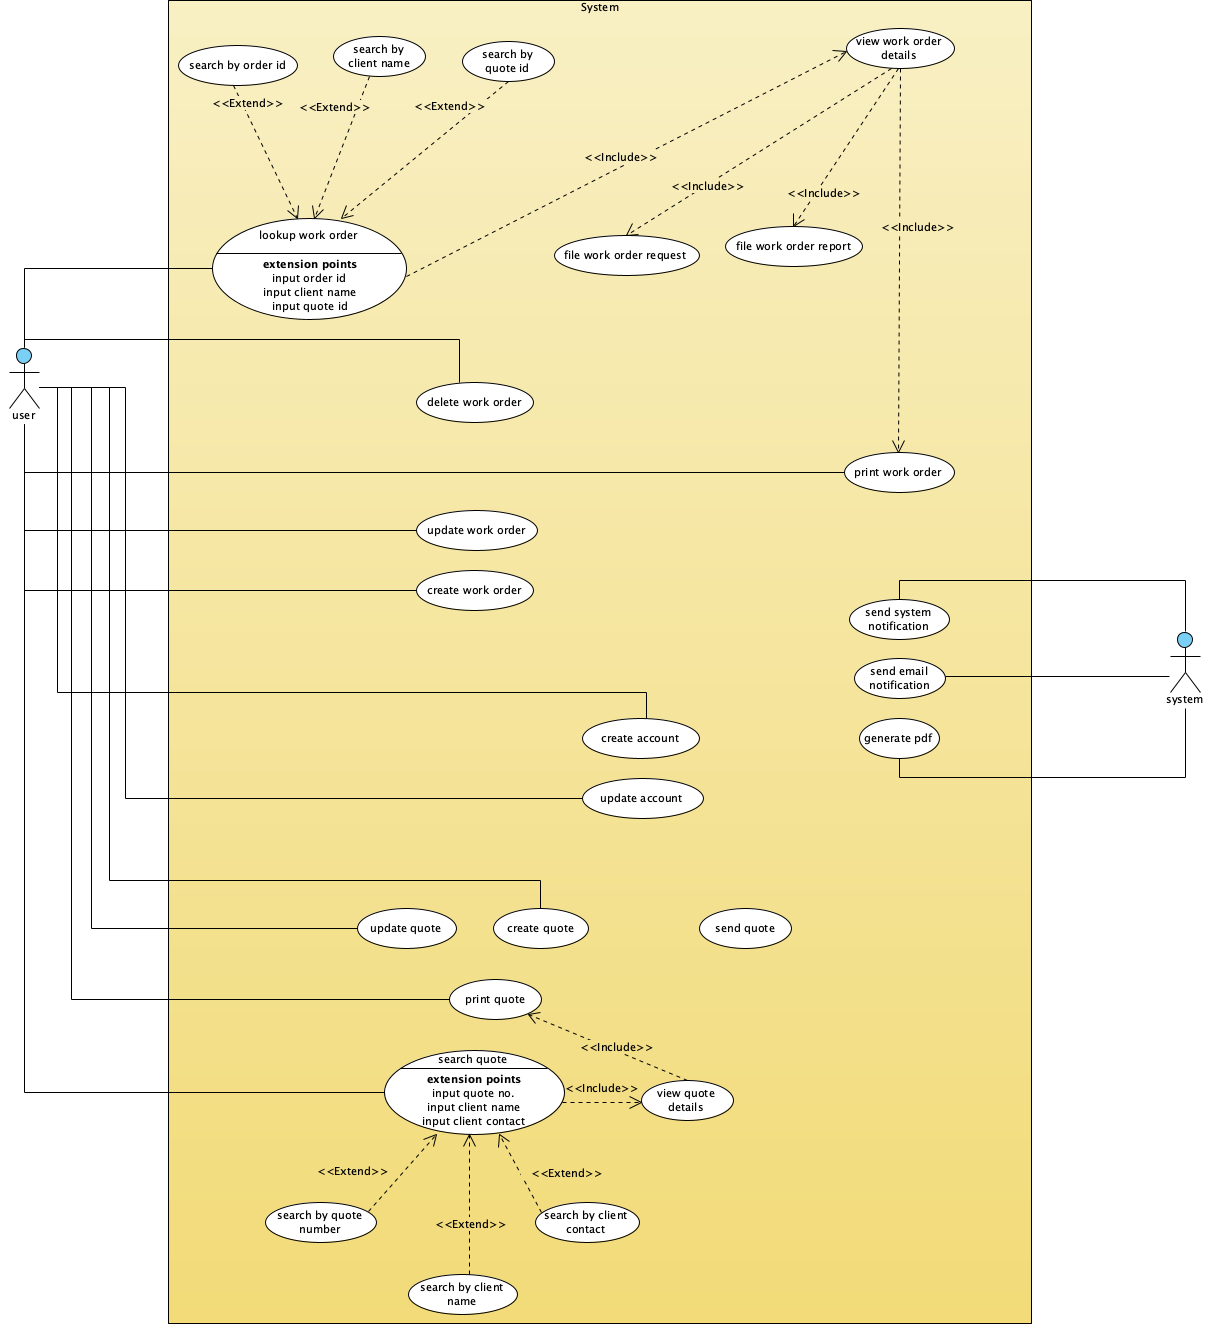 System
search by order id
search by
client name
search by
quote id
view work order
details
<<Extend>>
<<Extend>>
<<Extend>>
<<Include>>
<<Include>>
<<Include>>
<<Include>>
lookup work order
extension points
input order id
input client name
input quote id
file work order request
file work order report
user
delete work order
print work order
update work order
create work order
send system
notification
send email
notification
system
generate pdf
create account
update account
update quote
create quote
send quote
print quote
<<Include>>
search quote
extension points
input quote no.
input client name
input client contact
<<Include>>
view quote
details
<<Extend>>
<<Extend>>
<<Extend>>
search by quote
number
search by client
contact
search by client
name